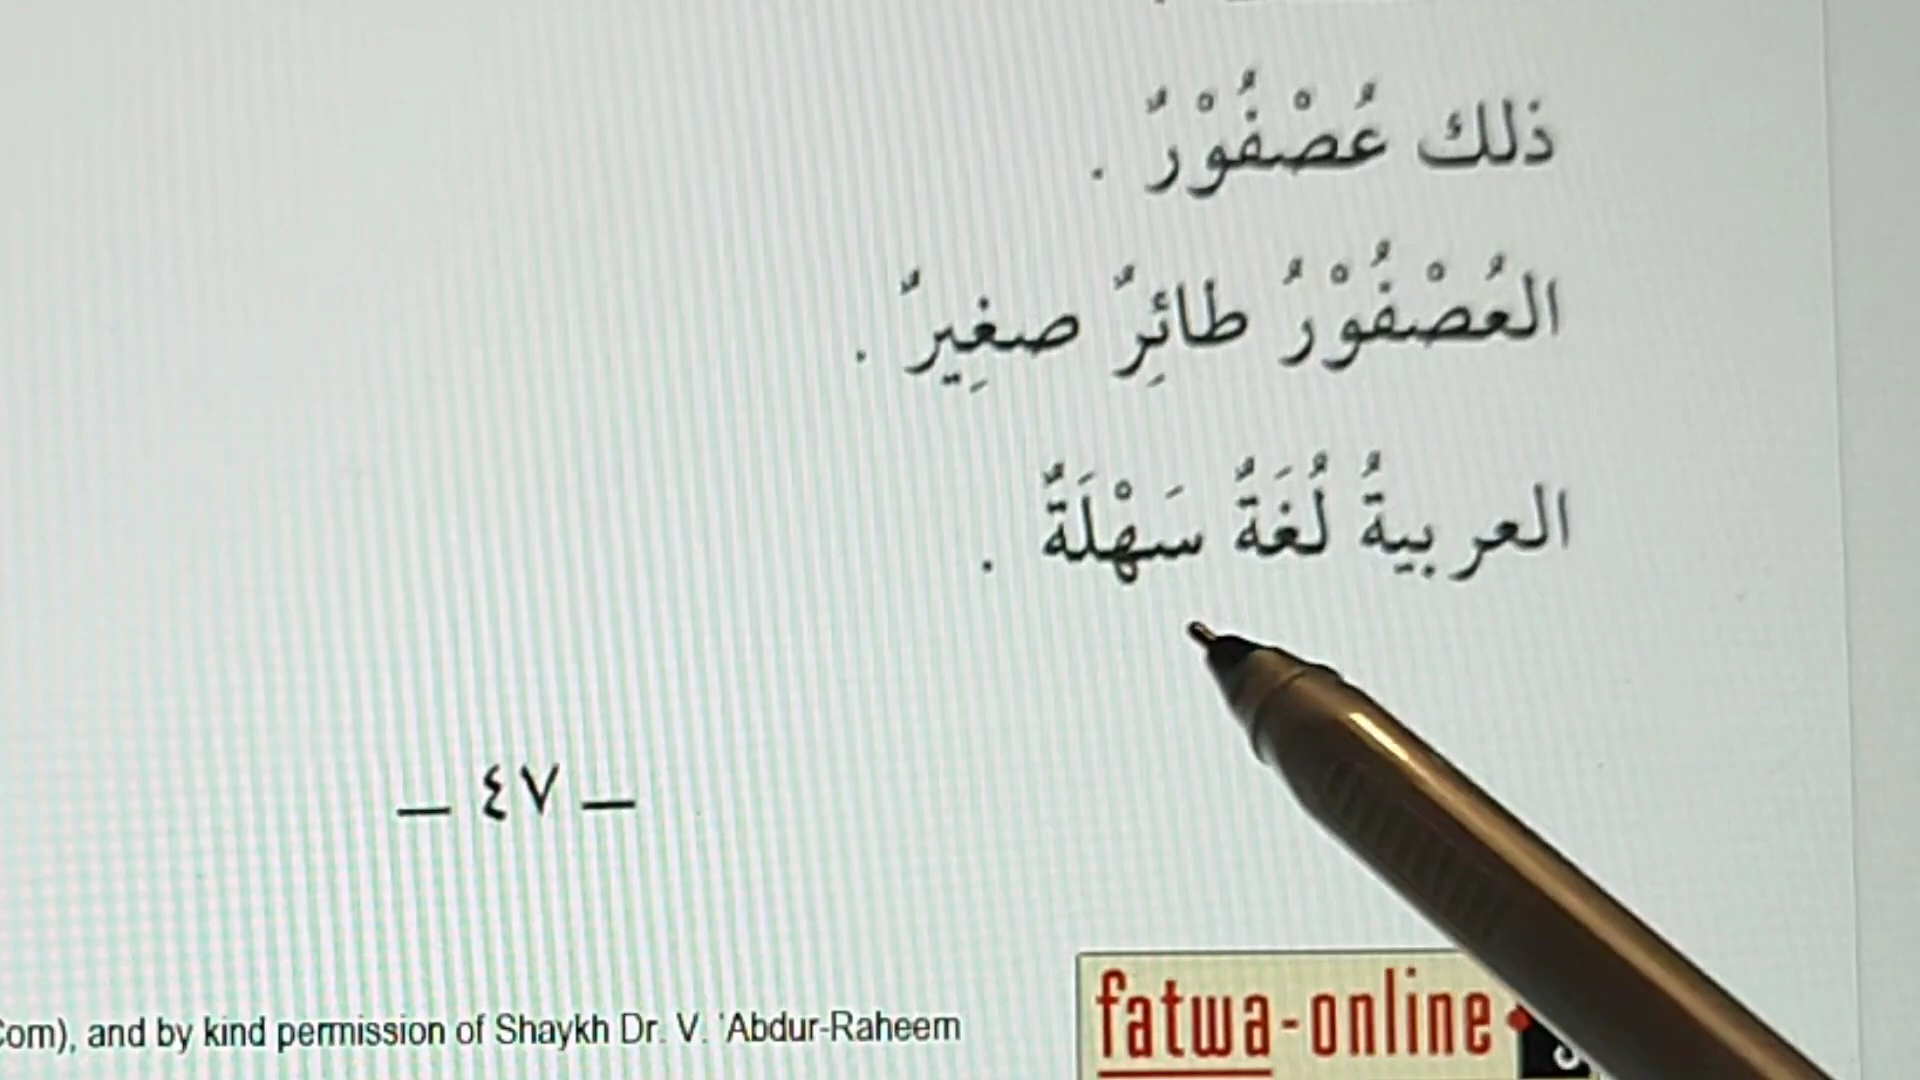 ذلك عُصْفُوْرٌ .
العُصْفُوْرُ طائِرٌ صغِيرٌ .
العربيةُ لُغَةٌ سَهْلَةٌ .
— ٤٧ —
com), and by kind permission of Shaykh Dr. V. 'Abdur-Raheem
fatwa-online